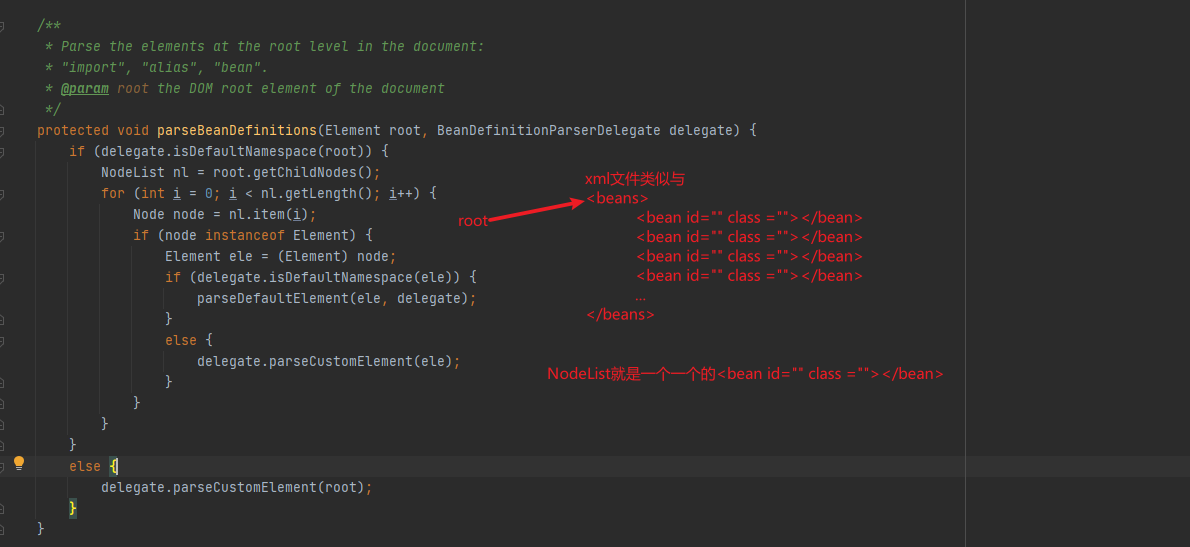 /**
 * Parse the elements at the root level in the document:
 * "import", "alias", "bean".
 * @param root the DOM root element of the document
 */
protected void parseBeanDefinitions(Element root, BeanDefinitionParserDelegate delegate) {
    if (delegate.isDefaultNamespace(root)) {
        NodeList nl = root.getChildNodes();
        for (int i = 0; i < nl.getLength(); i++) {
            Node node = nl.item(i);
            if (node instanceof Element) {
                Element ele = (Element) node;
                if (delegate.isDefaultNamespace(ele)) {
                    parseDefaultElement(ele, delegate);
                }
                else {
                    delegate.parseCustomElement(ele);
                }
            }
        }
    }
    else {
        delegate.parseCustomElement(root);
    }
}
xml文件类似与
root
<beans>
<bean id="" class =""></bean>
<bean id="" class =""></bean>
<bean id="" class =""></bean>
<bean id="" class =""></bean>
...
</beans>
NodeList就是一个一个的<bean id="" class =""></bean>